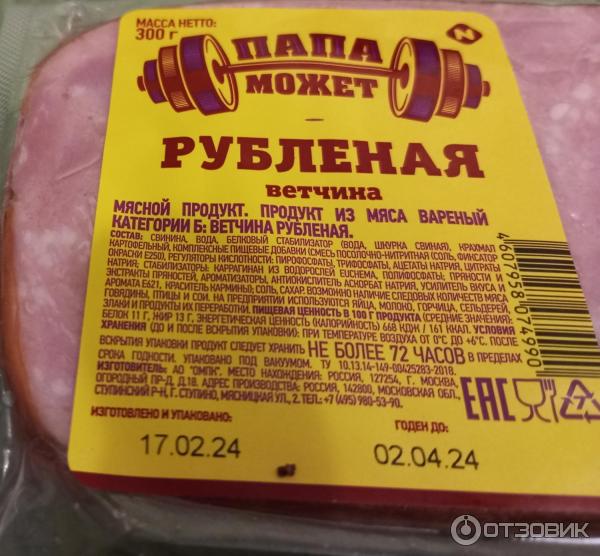 МАССА НЕТТО:
300 г
ПАПА
МОЖЕТ
РУБЛЕНАЯ
ветчина
МЯСНОЙ ПРОДУКТ. ПРОДУКТ ИЗ МЯСА ВАРЕНЫЙ
КАТЕГОРИИ Б: ВЕТЧИНА РУБЛЕНАЯ.
СОСТАВ: СВИНИНА, ВОДА, БЕЛКОВЫЙ СТАБИЛИЗАТОР (ВОДА, ШКУРКА СВИНАЯ), КРАХМАЛ
КАРТОФЕЛЬНЫЙ, КОМПЛЕКСНЫЕ ПИЩЕВЫЕ ДОБАВКИ (СМЕСЬ ПОСОЛОЧНО-НИТРИТНАЯ (СОЛЬ, ФИКСАТОР
ОКРАСКИ Е250), РЕГУЛЯТОРЫ КИСЛОТНОСТИ: ПИРОФОСФАТЫ, ТРИФОСФАТЫ, АЦЕТАТЫ НАТРИЯ, ЦИТРАТЫ
НАТРИЯ; СТАБИЛИЗАТОРЫ: КАРРАГИНАН ИЗ ВОДОРОСЛЕЙ EUCHEMA, ПОЛИФОСФАТЫ; ПРЯНОСТИ И
ЭКСТРАКТЫ ПРЯНОСТЕЙ, АРОМАТИЗАТОРЫ, АНТИОКИСЛИТЕЛЬ АСКОРБАТ НАТРИЯ, УСИЛИТЕЛЬ ВКУСА И
АРОМАТА Е621, КРАСИТЕЛЬ КАРМИНЫ); СОЛЬ, САХАР. ВОЗМОЖНО НАЛИЧИЕ СЛЕДОВЫХ КОЛИЧЕСТВ МЯСА
ГОВЯДИНЫ, ПТИЦЫ И СОИ. НА ПРЕДПРИЯТИИ ИСПОЛЬЗУЮТСЯ ЯЙЦА, МОЛОКО, ГОРЧИЦА, СЕЛЬДЕРЕЙ,
ЗЛАКИ И ПРОДУКТЫ ИХ ПЕРЕРАБОТКИ. ПИЩЕВАЯ ЦЕННОСТЬ В 100 Г ПРОДУКТА (СРЕДНИЕ ЗНАЧЕНИЯ):
БЕЛОК 11 Г, ЖИР 13 Г, ЭНЕРГЕТИЧЕСКАЯ ЦЕННОСТЬ (КАЛОРИЙНОСТЬ) 668 КДЖ / 161 ККАЛ. УСЛОВИЯ
ХРАНЕНИЯ (ДО И ПОСЛЕ ВСКРЫТИЯ УПАКОВКИ): ПРИ ТЕМПЕРАТУРЕ ВОЗДУХА ОТ 0°С ДО +6°С. ПОСЛЕ
ВСКРЫТИЯ УПАКОВКИ ПРОДУКТ СЛЕДУЕТ ХРАНИТЬ НЕ БОЛЕЕ 72 ЧАСОВ В ПРЕДЕЛАХ
СРОКА ГОДНОСТИ. УПАКОВАНО ПОД ВАКУУМОМ. ТУ 10.13.14-149-00425283-2018.
ИЗГОТОВИТЕЛЬ: АО "ОМПК". МЕСТО НАХОЖДЕНИЯ: РОССИЯ, 127254, Г. МОСКВА,
ОГОРОДНЫЙ ПР-Д, Д.18. АДРЕС ПРОИЗВОДСТВА: РОССИЯ, 142800, МОСКОВСКАЯ ОБЛ.,
СТУПИНСКИЙ Р-Н, Г. СТУПИНО, МЯСНИЦКАЯ УЛ., 2. ТЕЛ.: +7 (495) 980-53-90.
4607958074990
EAC
ИЗГОТОВЛЕНО И УПАКОВАНО:
ГОДЕН ДО:
17.02.24
02.04.24
ОТЗОВИК